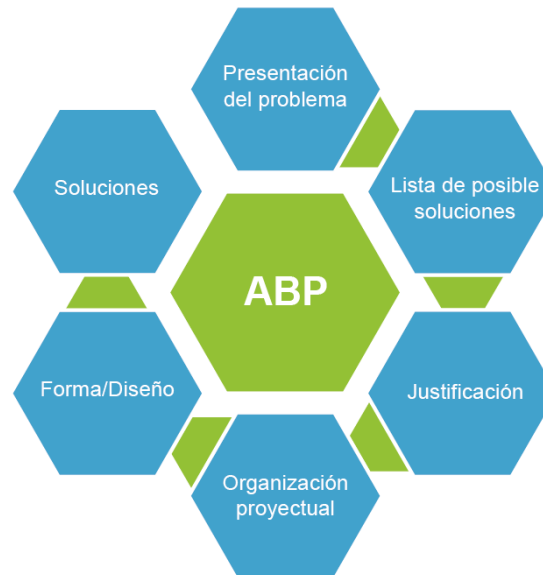 Presentación
del problema
Lista de posible
soluciones
Justificación
Organización
proyectual
Forma/Diseño
Soluciones
ABP